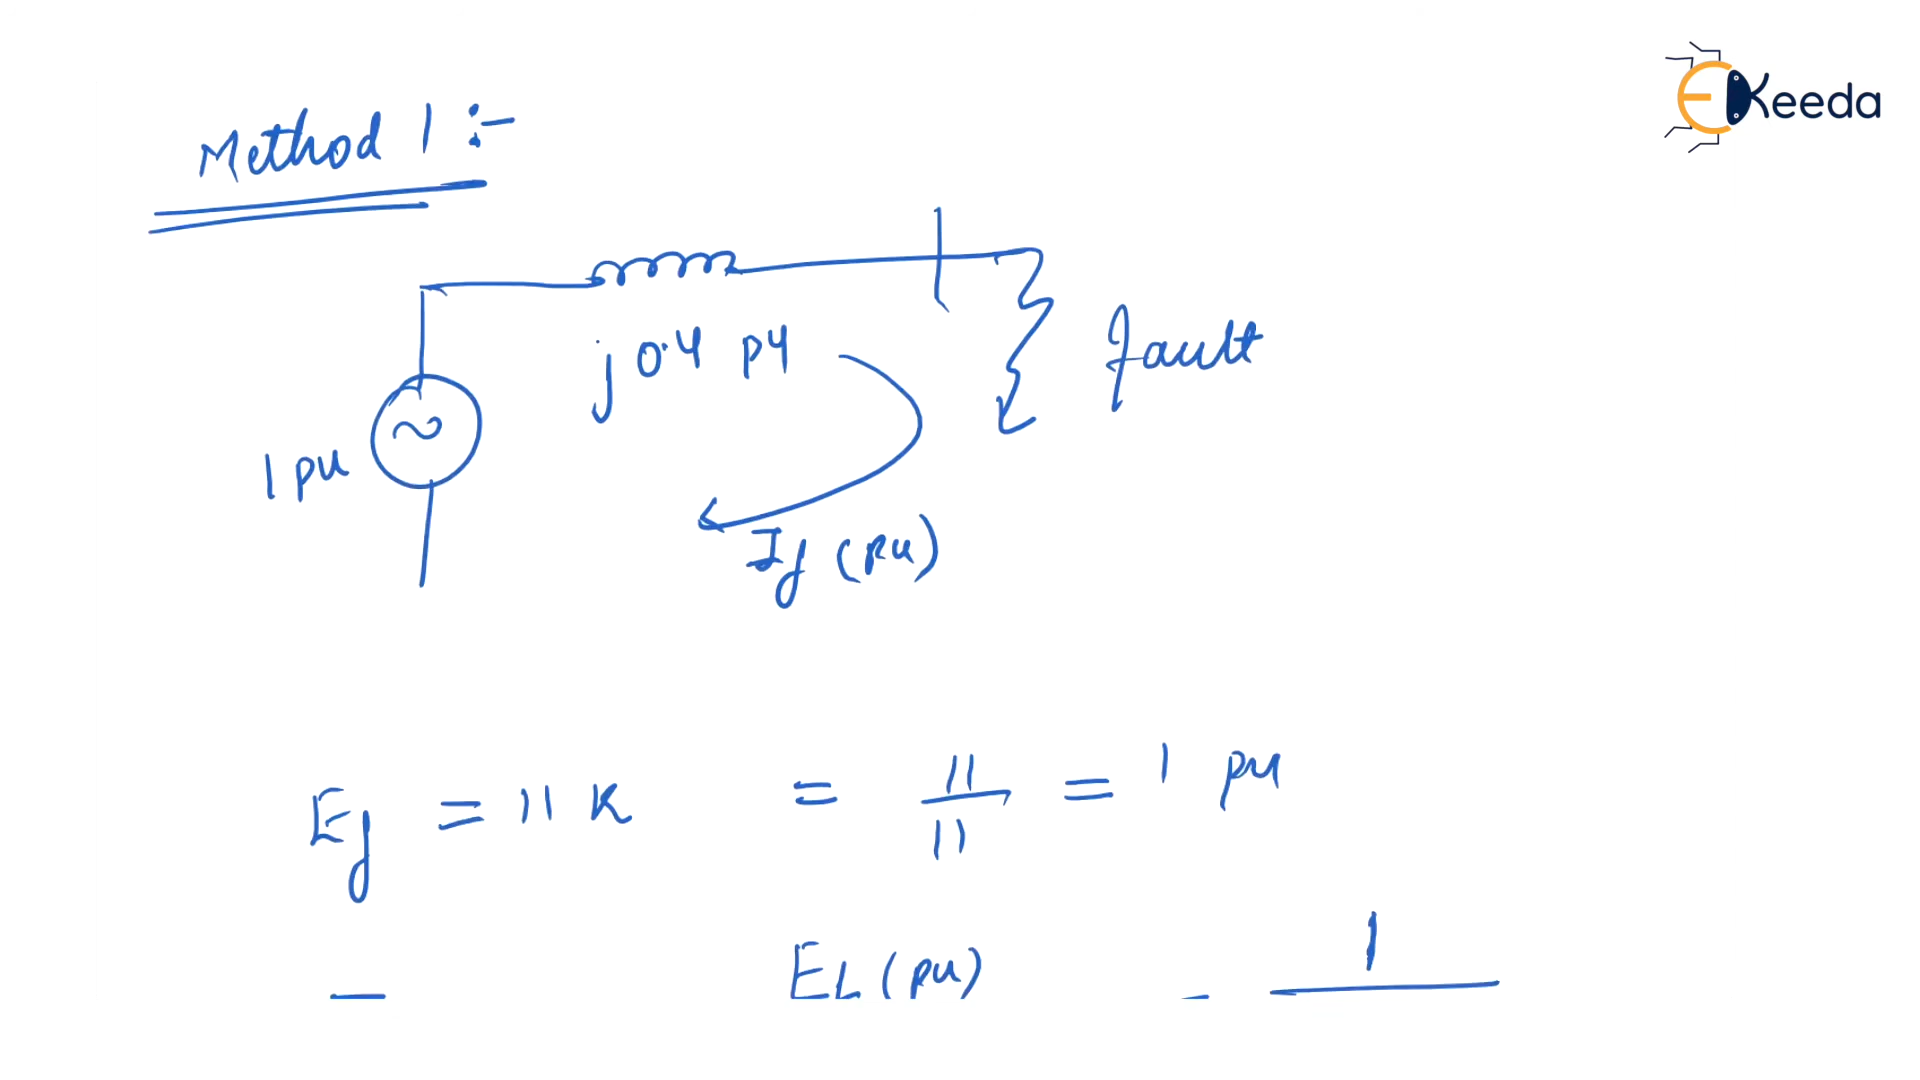 EKeeda
Method 1 :-
j 0.4 pu
fault
1 pu
If (pu)
Eg = 11 K = 11/11 = 1 pu
EL (pu) - 1